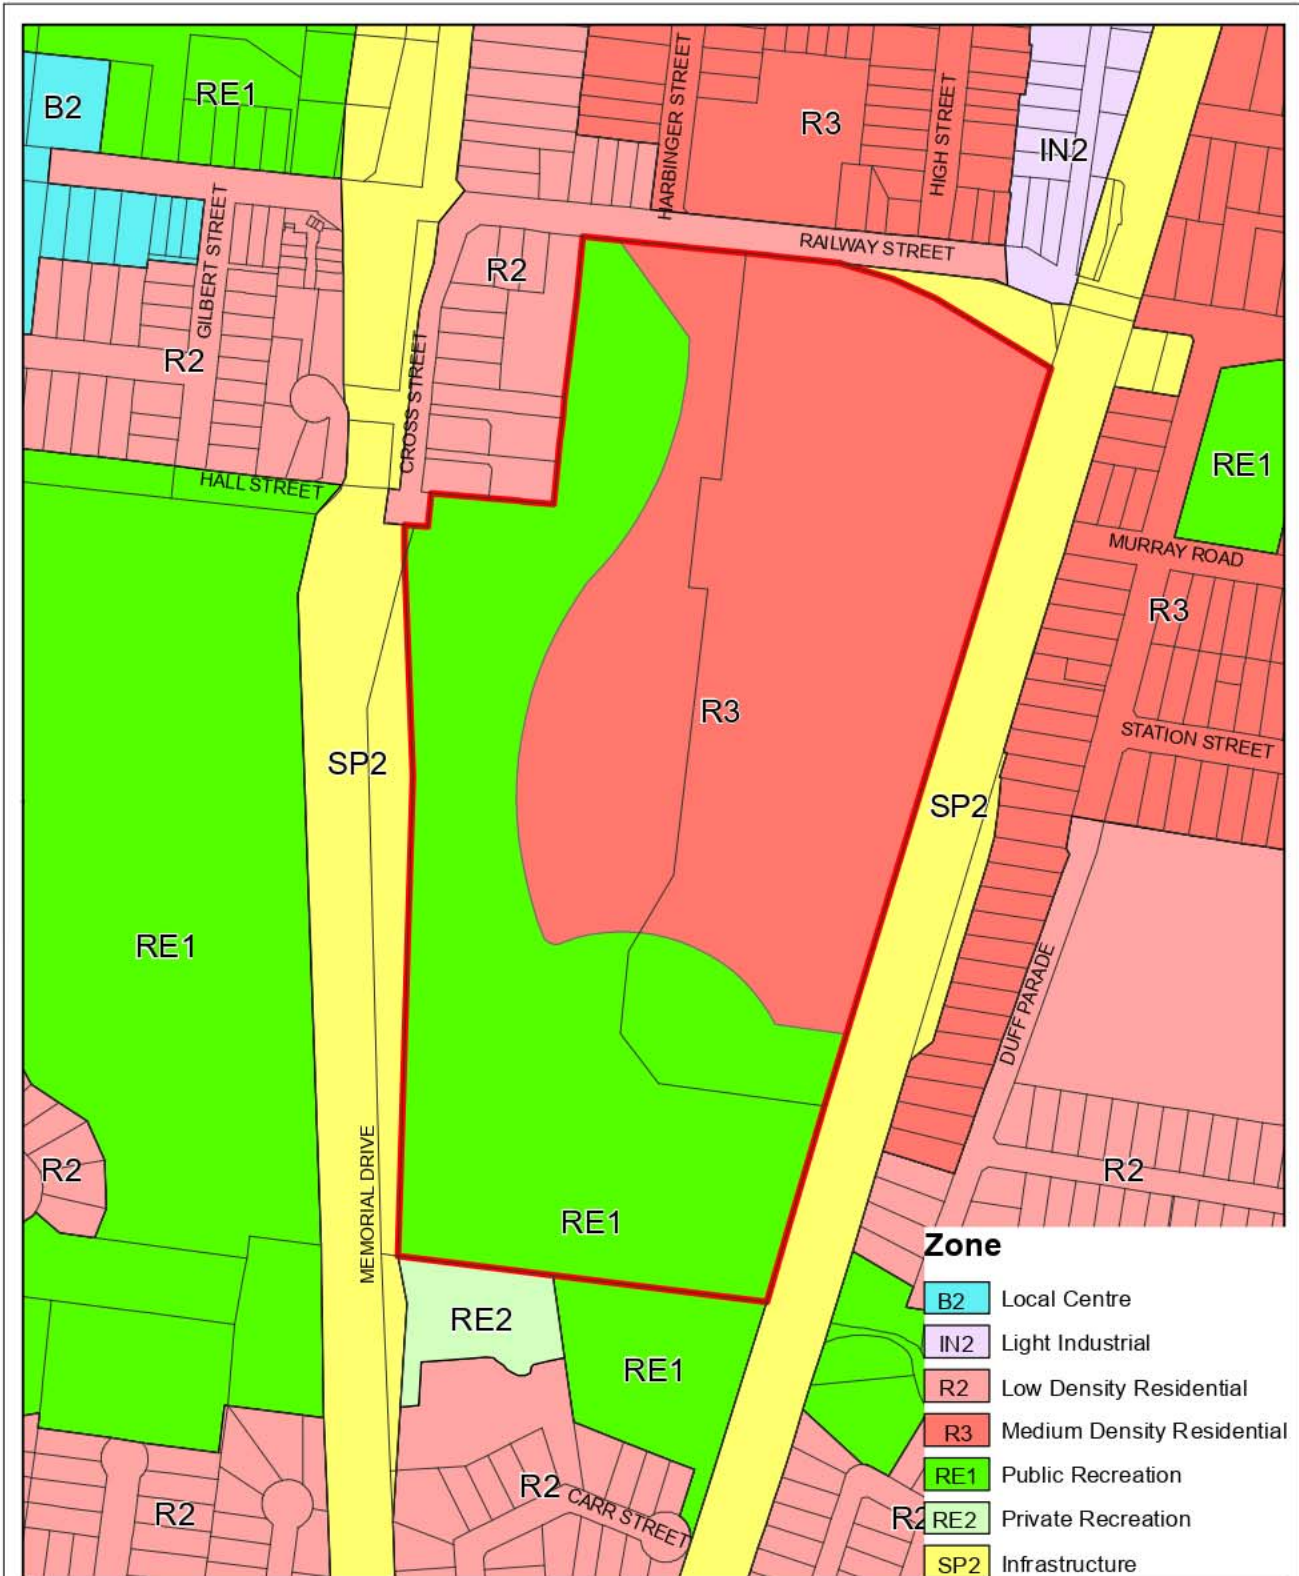 B2
RE1
HARBINGER STREET
R3
HIGH STREET
IN2
GILBERT STREET
RAILWAY STREET
R2
R2
CROSS STREET
RE1
HALL STREET
MURRAY ROAD
R3
R3
STATION STREET
SP2
SP2
RE1
DUFF PARADE
MEMORIAL DRIVE
R2
R2
RE1
RE2
RE1
R2
R2
CARR STREET
R2
Zone
B2 Local Centre
IN2 Light Industrial
R2 Low Density Residential
R3 Medium Density Residential
RE1 Public Recreation
RE2 Private Recreation
SP2 Infrastructure